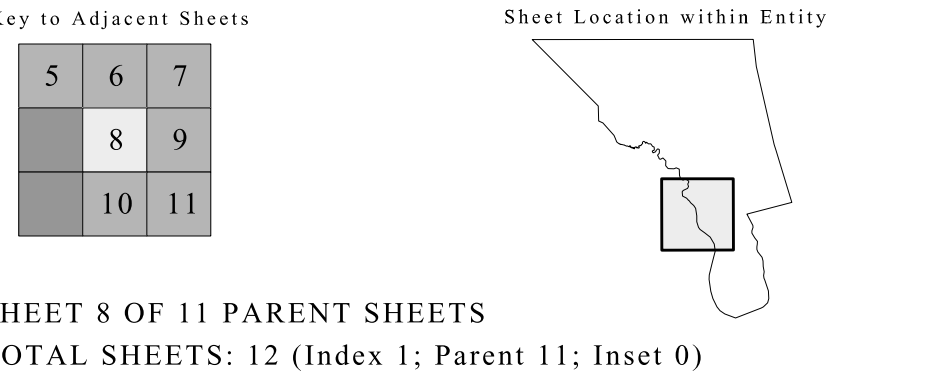 ey to Adjacent Sheets
Sheet Location within Entity
5 6 7
8 9
10 11
HEET 8 OF 11 PARENT SHEETS
OTAL SHEETS: 12 (Index 1; Parent 11; Inset 0)